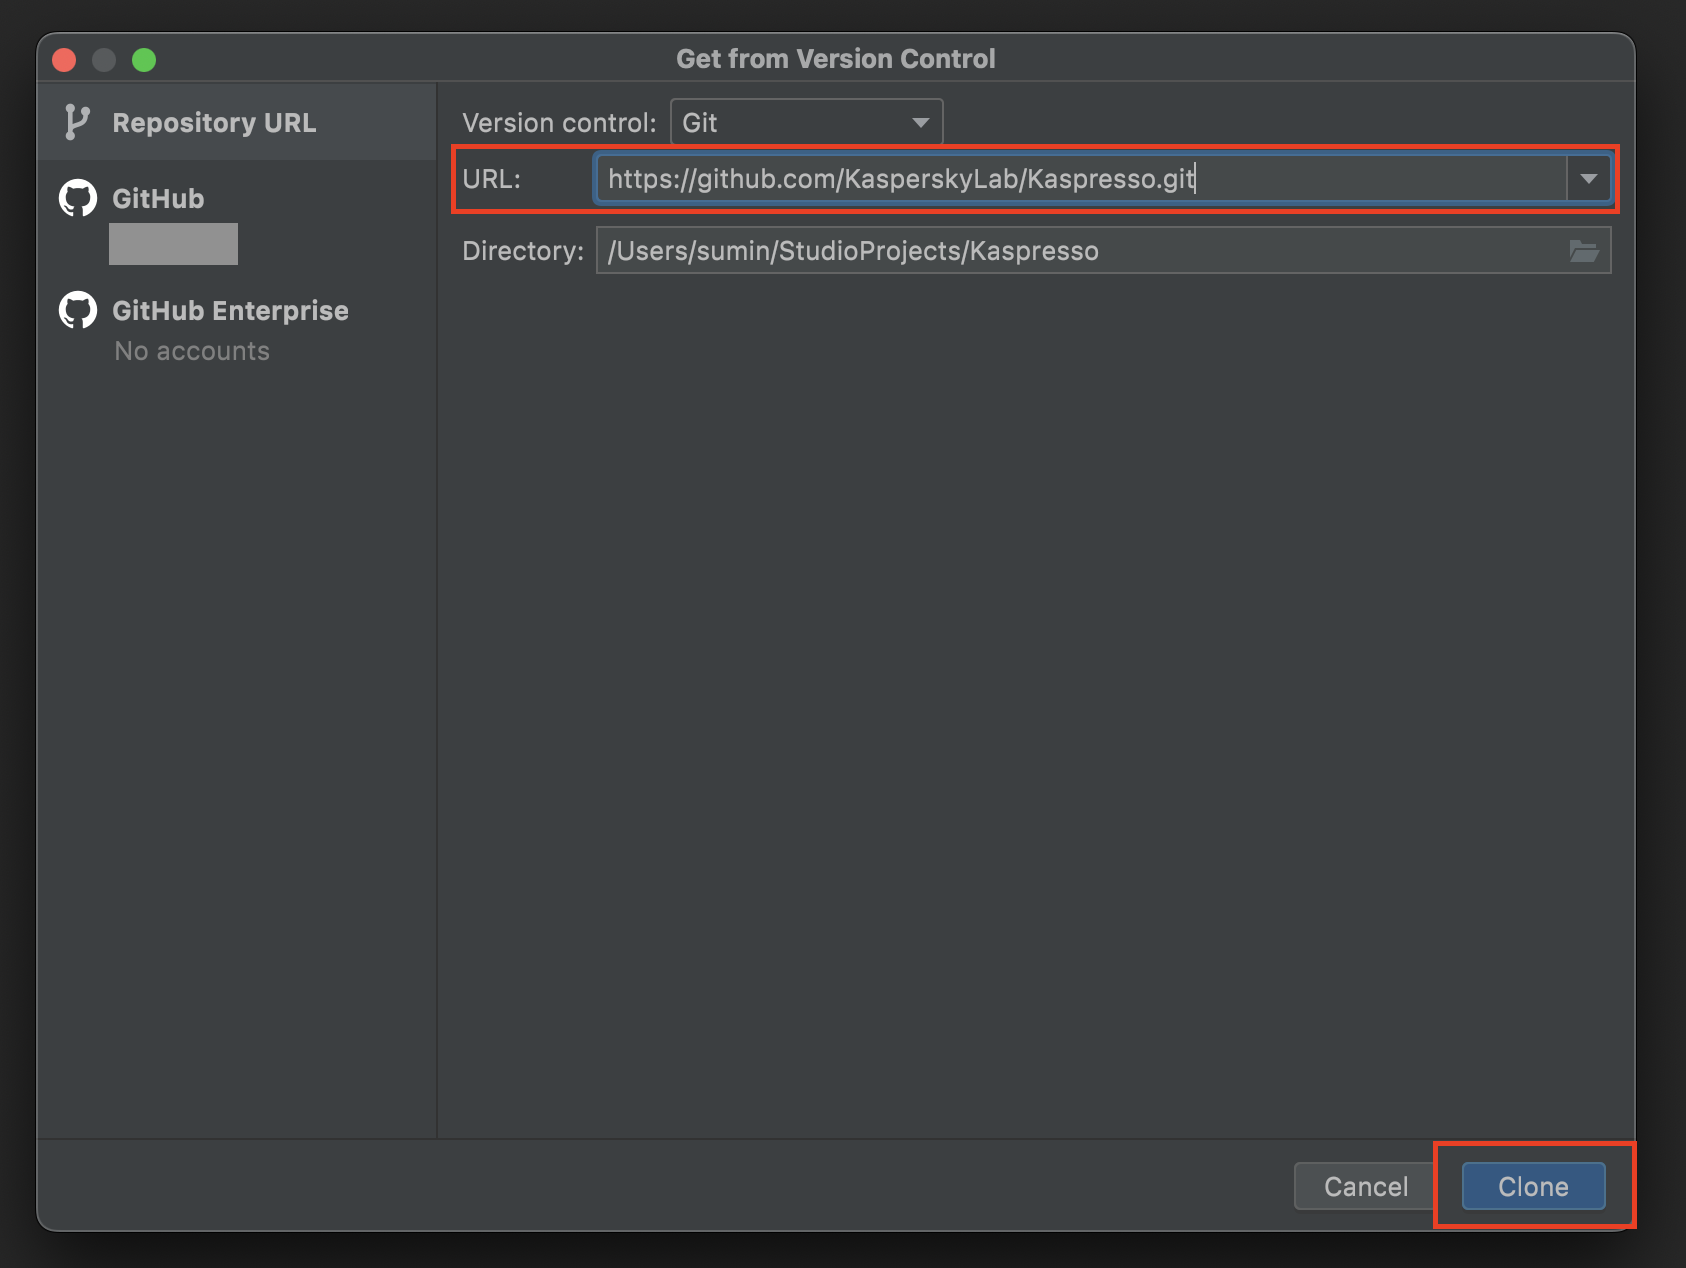 Get from Version Control
Repository URL
GitHub
GitHub Enterprise
No accounts
Version control: Git
URL: https://github.com/KasperskyLab/Kaspresso.git
Directory: /Users/sumin/StudioProjects/Kaspresso
Cancel
Clone